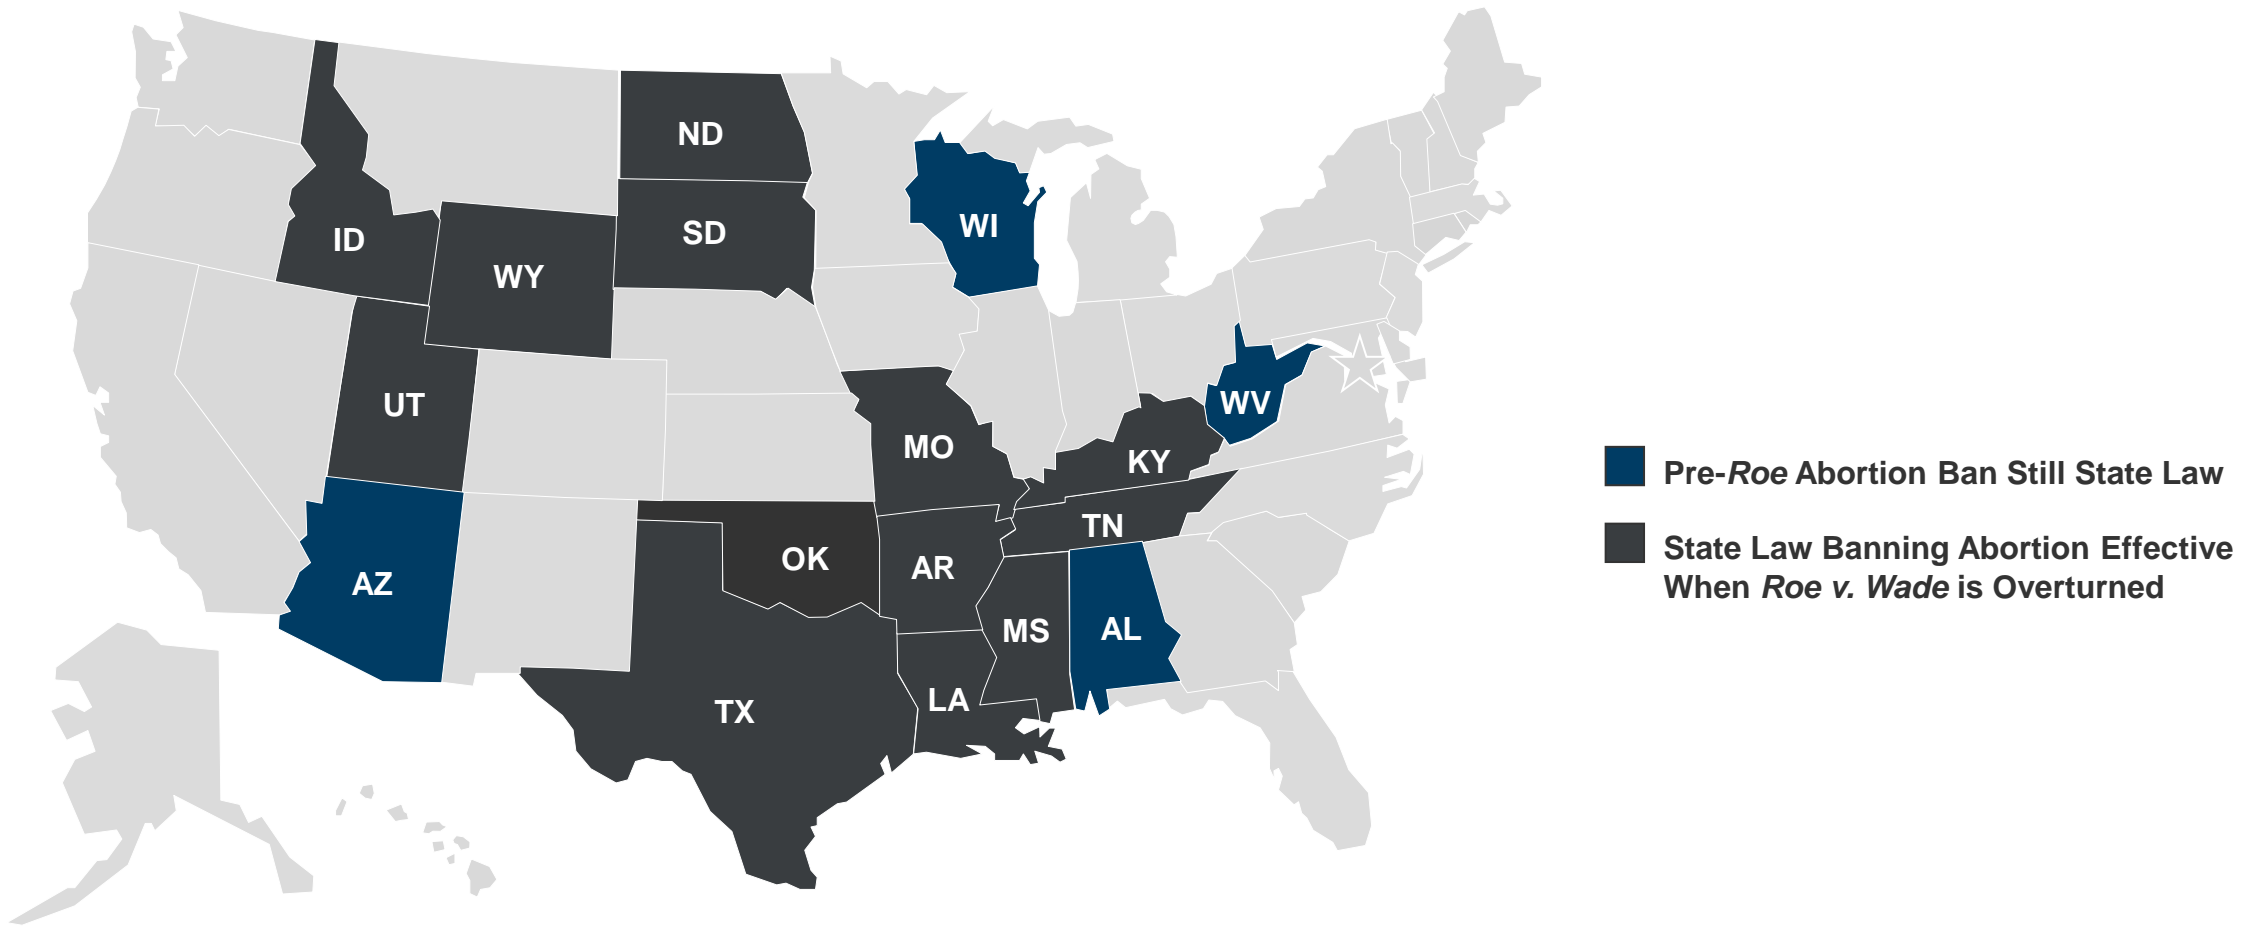 ND
WI
SD
ID
WY
WV
UT
MO
KY
Pre-Roe Abortion Ban Still State Law
TN
State Law Banning Abortion Effective
When Roe v. Wade is Overturned
OK
AR
AZ
MS
AL
LA
TX